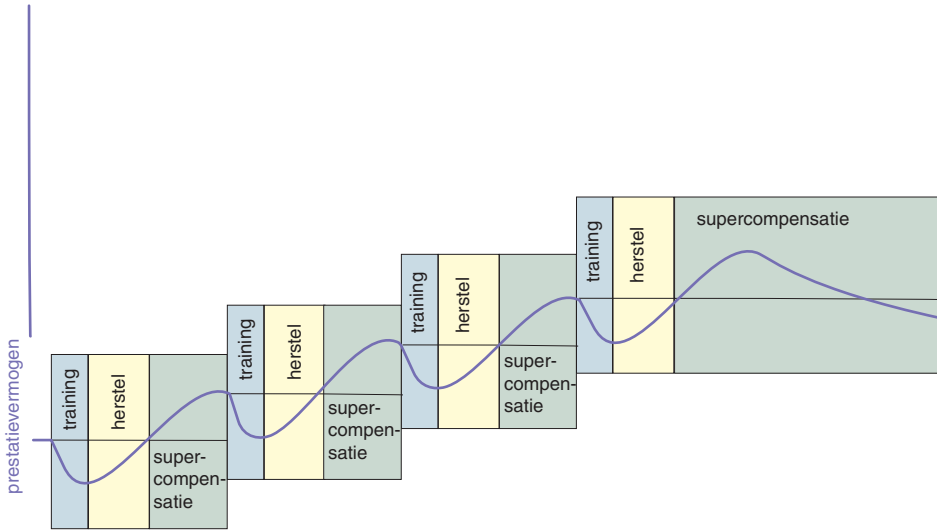 prestatievermogen
training
herstel
super-
compen-
satie
training
herstel
super-
compen-
satie
training
herstel
super-
compen-
satie
training
herstel
supercompensatie